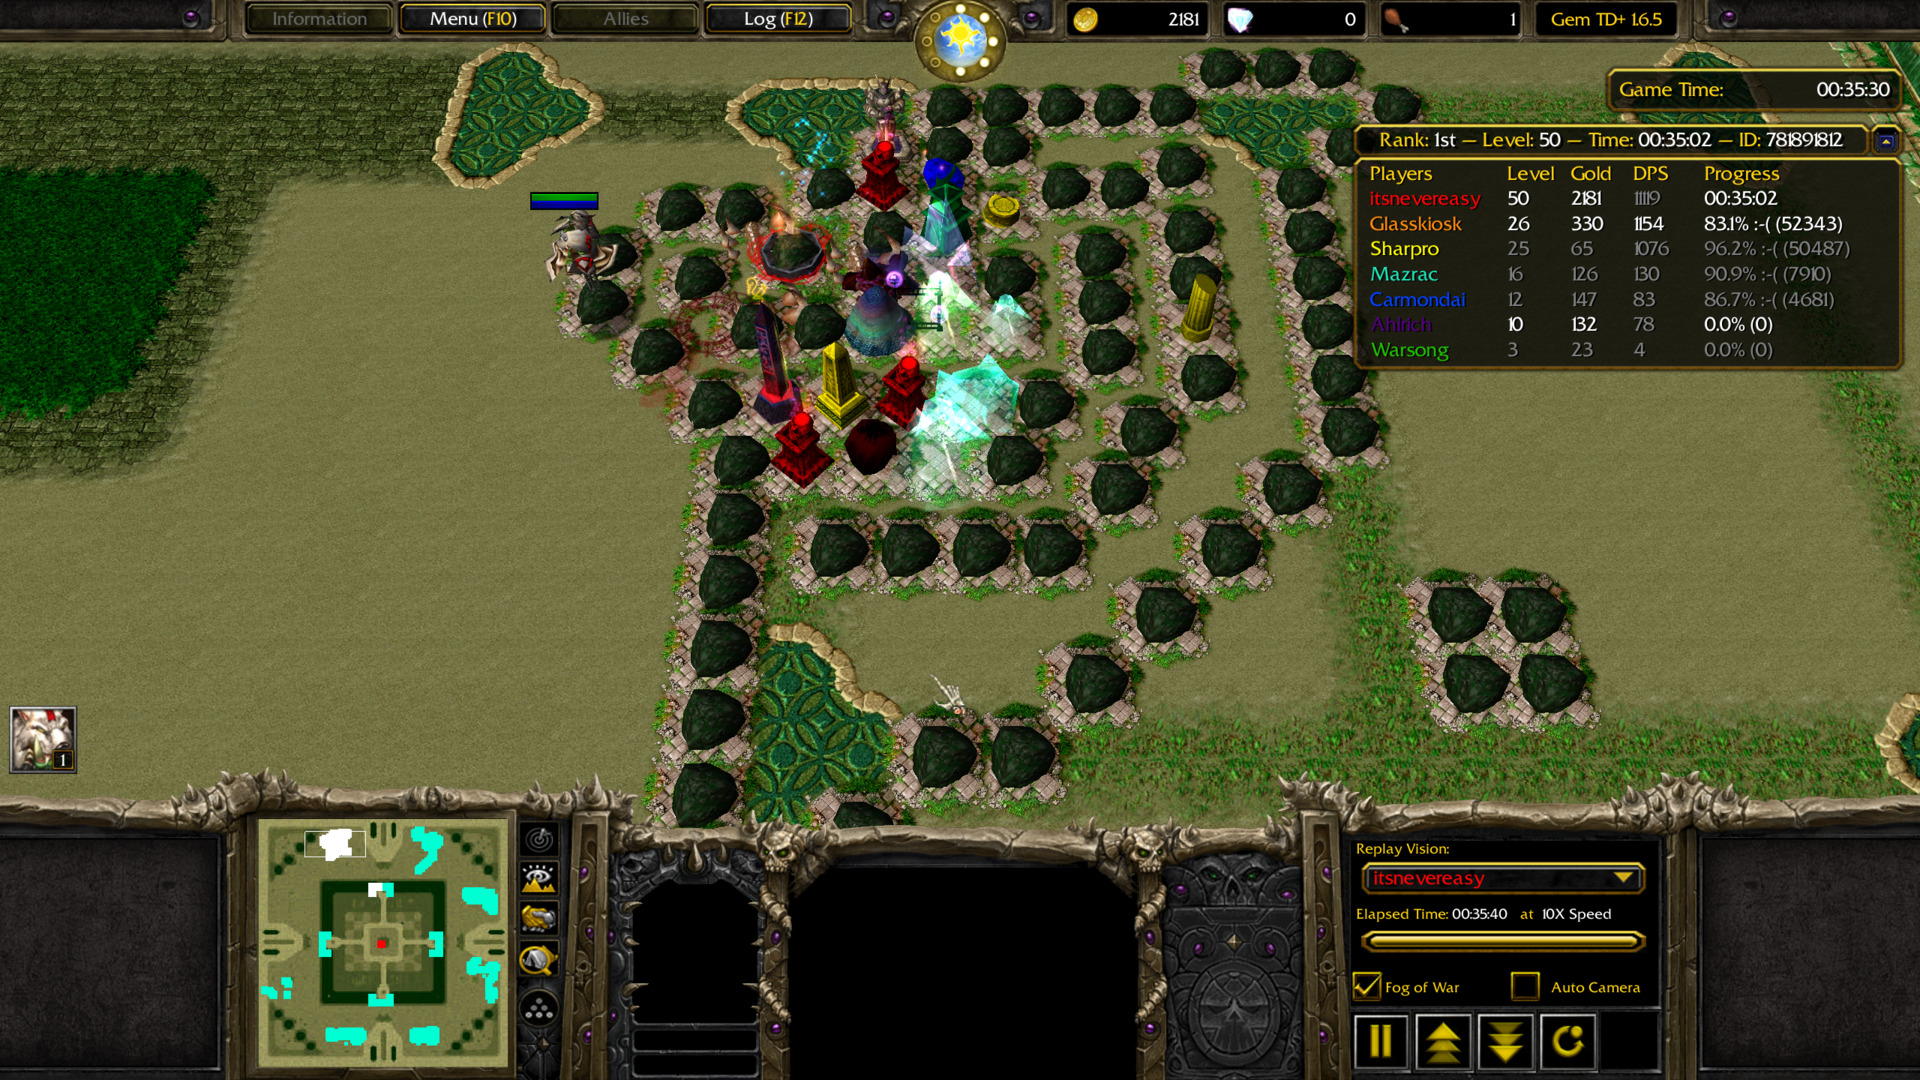 Information Menu (F10) Allies Log (F12) 2181 0 1 Gem TD+ 1.6.5
Game Time: 00:35:30
Rank: 1st — Level: 50 — Time: 00:35:02 — ID: 781891812
Players Level Gold DPS Progress
itsnevereasy 50 2181 11119 00:35:02
Glasskiosk 26 330 1154 83.1% :-( (52343)
Sharpro 25 65 1076 96.2% :-( (50487)
Mazrac 16 126 130 90.9% :-( (7910)
Carmondai 12 147 83 86.7% :-( (4681)
Ahlrich 10 132 78 0.0% (0)
Warsong 3 23 4 0.0% (0)
1
Replay Vision:
itsnevereasy
Elapsed Time: 00:35:40 at 10X Speed
Fog of War Auto Camera